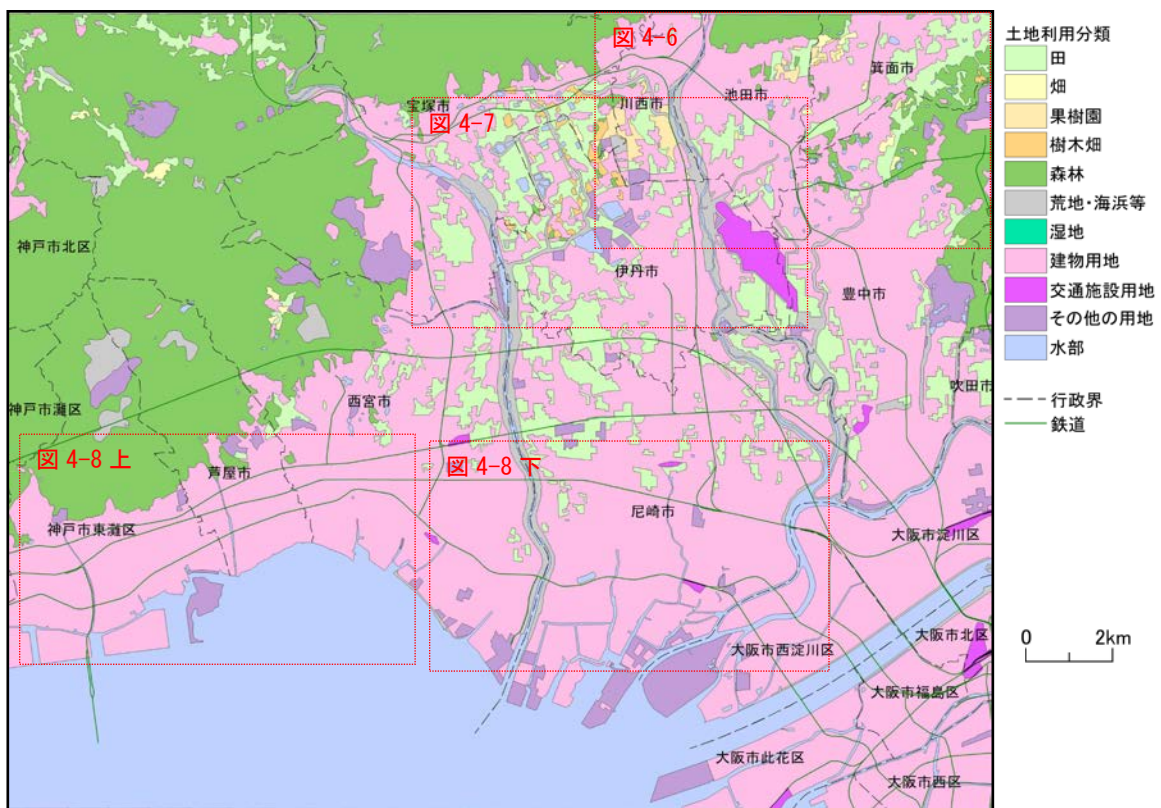 図 4-6
箕面市
池田市
川西市
宝塚市
図 4-7
神戸市北区
伊丹市
豊中市
吹田市
西宮市
神戸市灘区
図 4-8 上
芦屋市
図 4-8 下
神戸市東灘区
尼崎市
大阪市淀川区
大阪市北区
大阪市西淀川区
大阪市福島区
大阪市此花区
大阪市西区
土地利用分類
田
畑
果樹園
樹木畑
森林
荒地・海浜等
湿地
建物用地
交通施設用地
その他の用地
水部
行政界
鉄道
0 2km